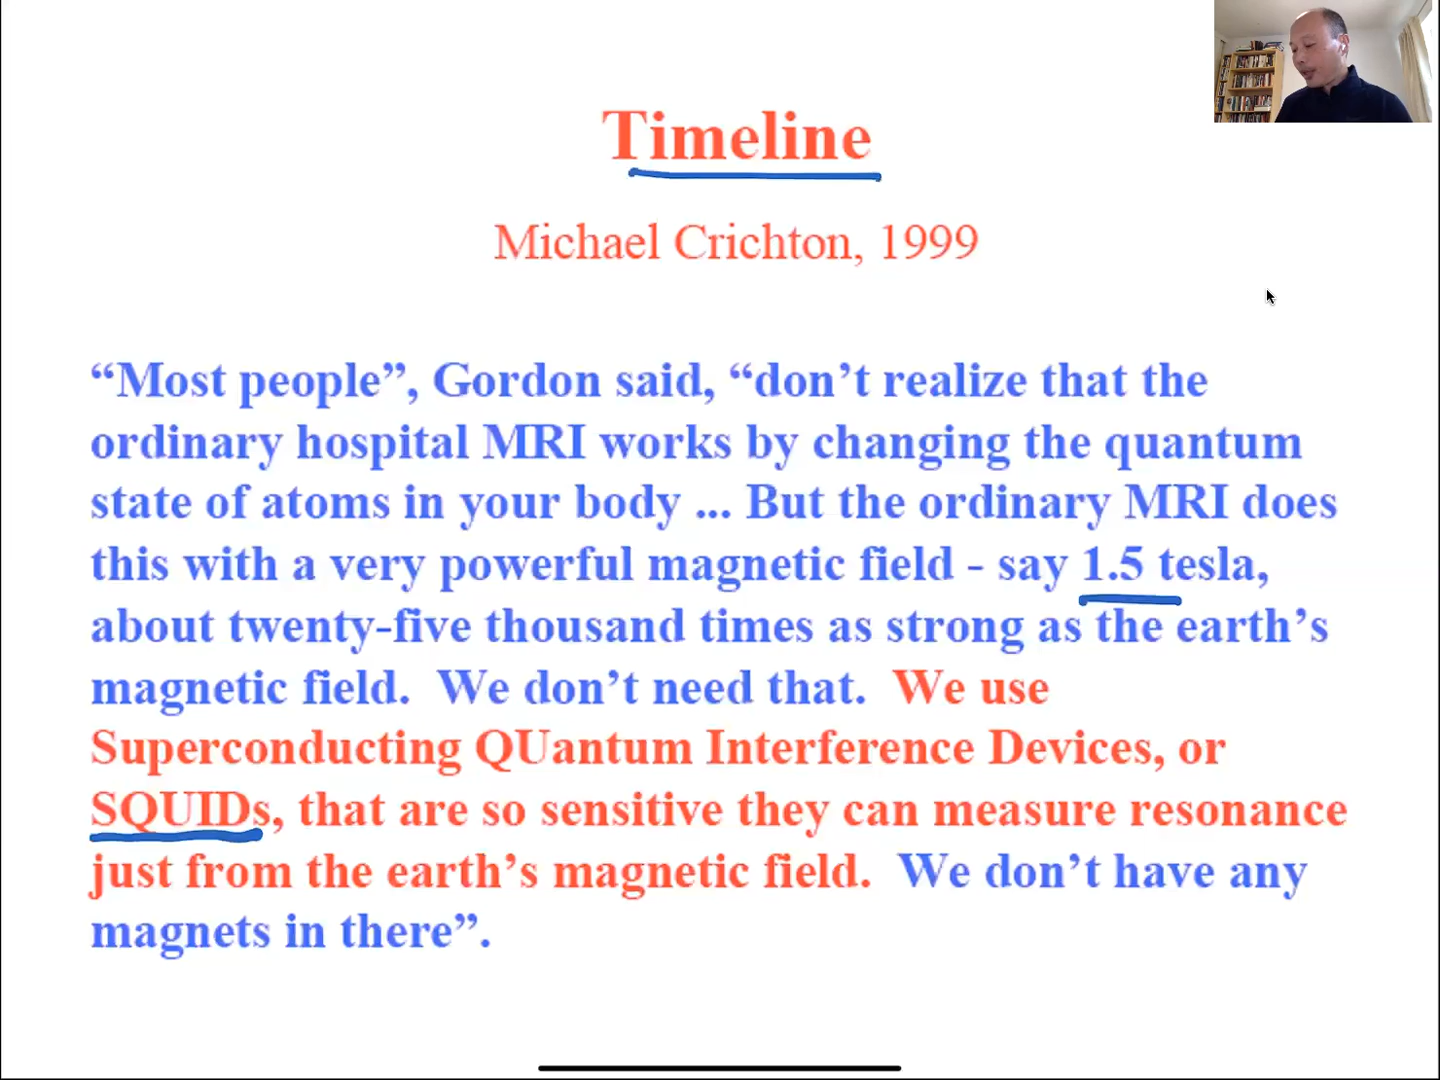 Timeline
Michael Crichton, 1999
“Most people”, Gordon said, “don’t realize that the
ordinary hospital MRI works by changing the quantum
state of atoms in your body ... But the ordinary MRI does
this with a very powerful magnetic field - say 1.5 tesla,
about twenty-five thousand times as strong as the earth’s
magnetic field.  We don’t need that.  We use
Superconducting QUantum Interference Devices, or
SQUIDs, that are so sensitive they can measure resonance
just from the earth’s magnetic field.  We don’t have any
magnets in there”.